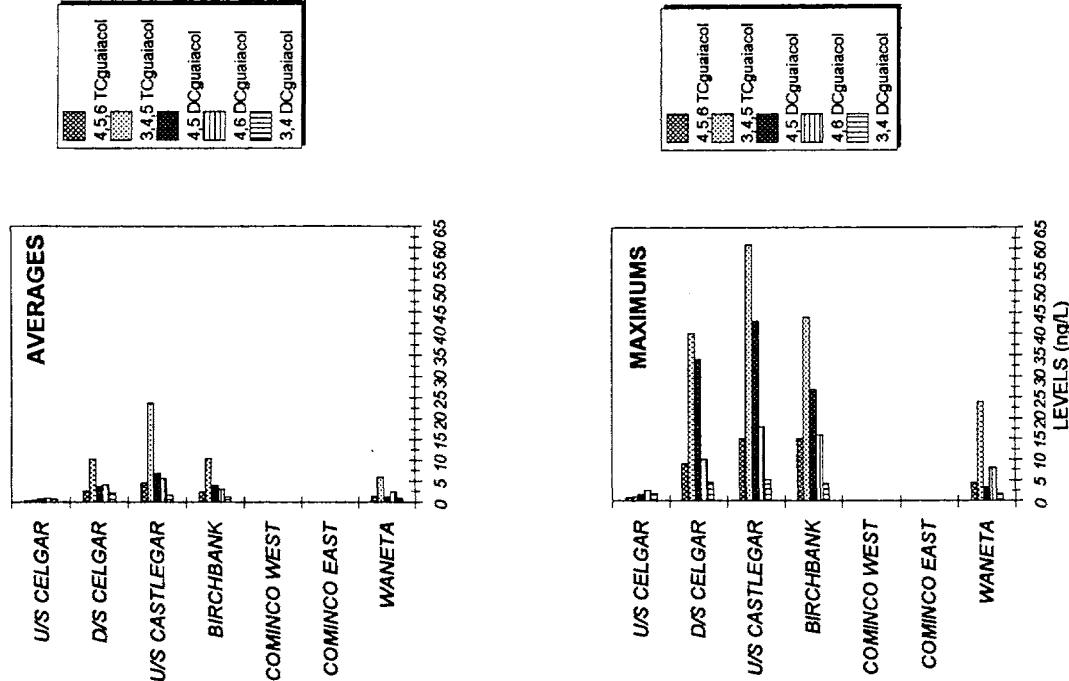 AVERAGES
U/S CELGAR
D/S CELGAR
U/S CASTLEGAR
BIRCHBANK
COMINCO WEST
COMINCO EAST
WANETA
0 5 10 15 20 25 30 35 40 45 50 55 60 65
4,5,6 TCguaiacol
3,4,5 TCguaiacol
4,5 DCguaiacol
4,6 DCguaiacol
3,4 DCguaiacol
MAXIMUMS
U/S CELGAR
D/S CELGAR
U/S CASTLEGAR
BIRCHBANK
COMINCO WEST
COMINCO EAST
WANETA
0 5 10 15 20 25 30 35 40 45 50 55 60 65
LEVELS (ng/L)
4,5,6 TCguaiacol
3,4,5 TCguaiacol
4,5 DCguaiacol
4,6 DCguaiacol
3,4 DCguaiacol